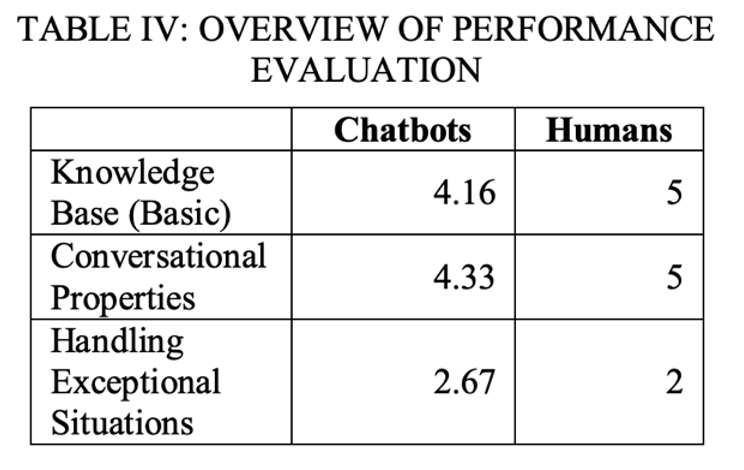 TABLE IV: OVERVIEW OF PERFORMANCE
EVALUATION
Chatbots Humans
Knowledge
Base (Basic) 4.16 5
Conversational
Properties 4.33 5
Handling
Exceptional 2.67 2
Situations